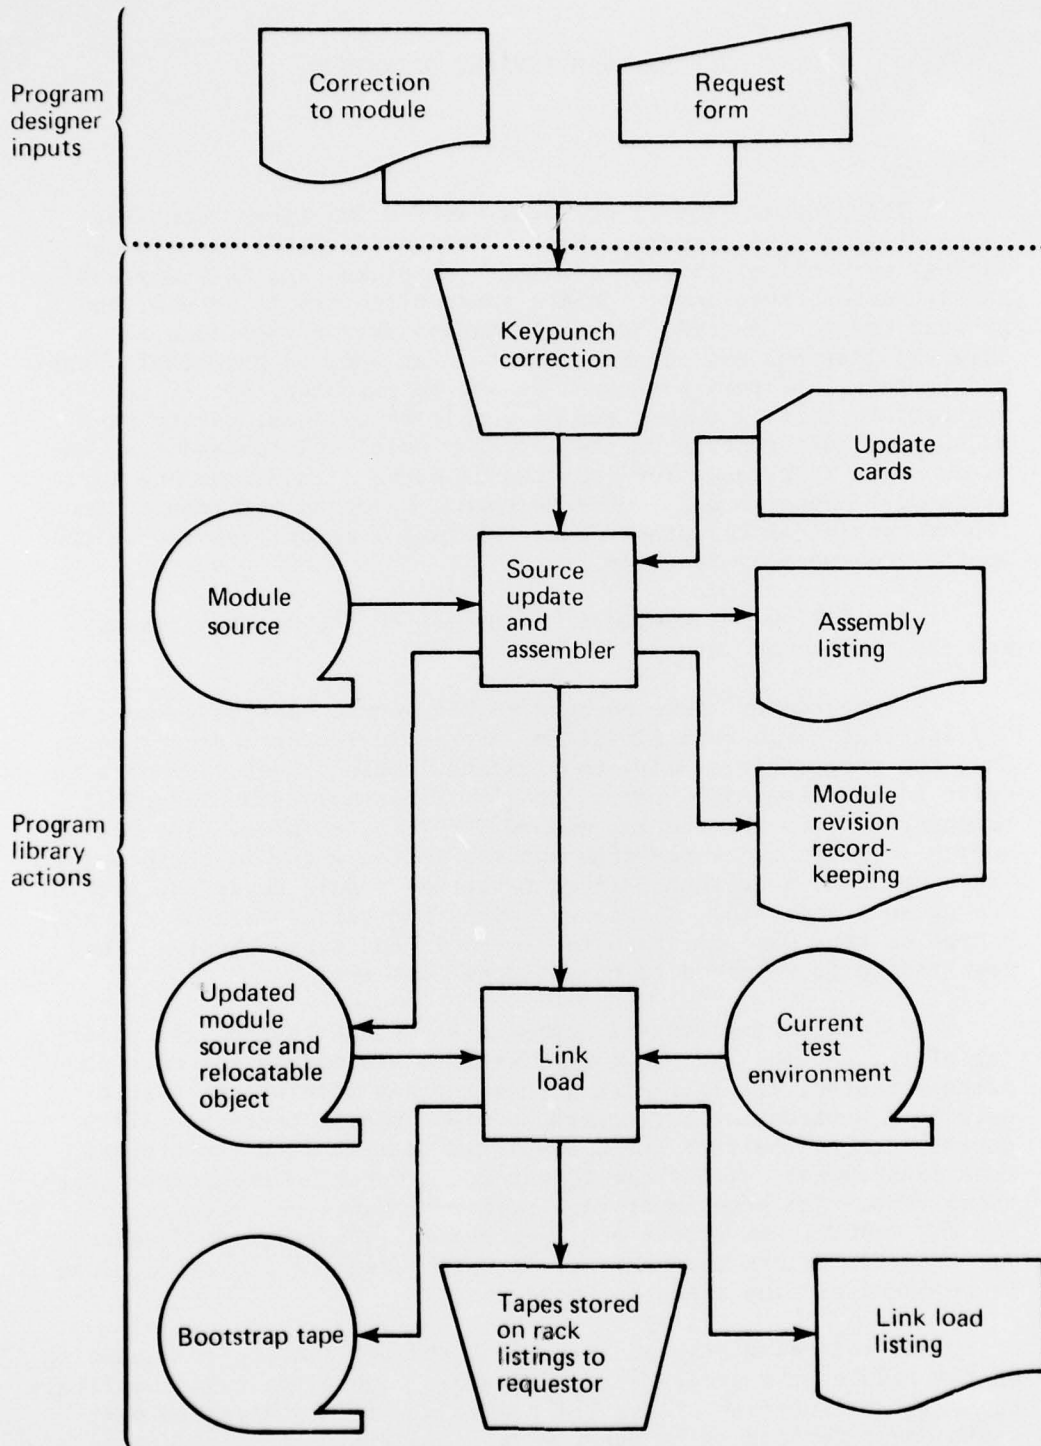 Program
designer
inputs
Correction
to module
Request
form
Keypunch
correction
Update
cards
Module
source
Source
update
and
assembler
Assembly
listing
Module
revision
record-
keeping
Program
library
actions
Updated
module
source and
relocatable
object
Link
load
Current
test
environment
Bootstrap tape
Tapes stored
on rack
listings to
requestor
Link load
listing